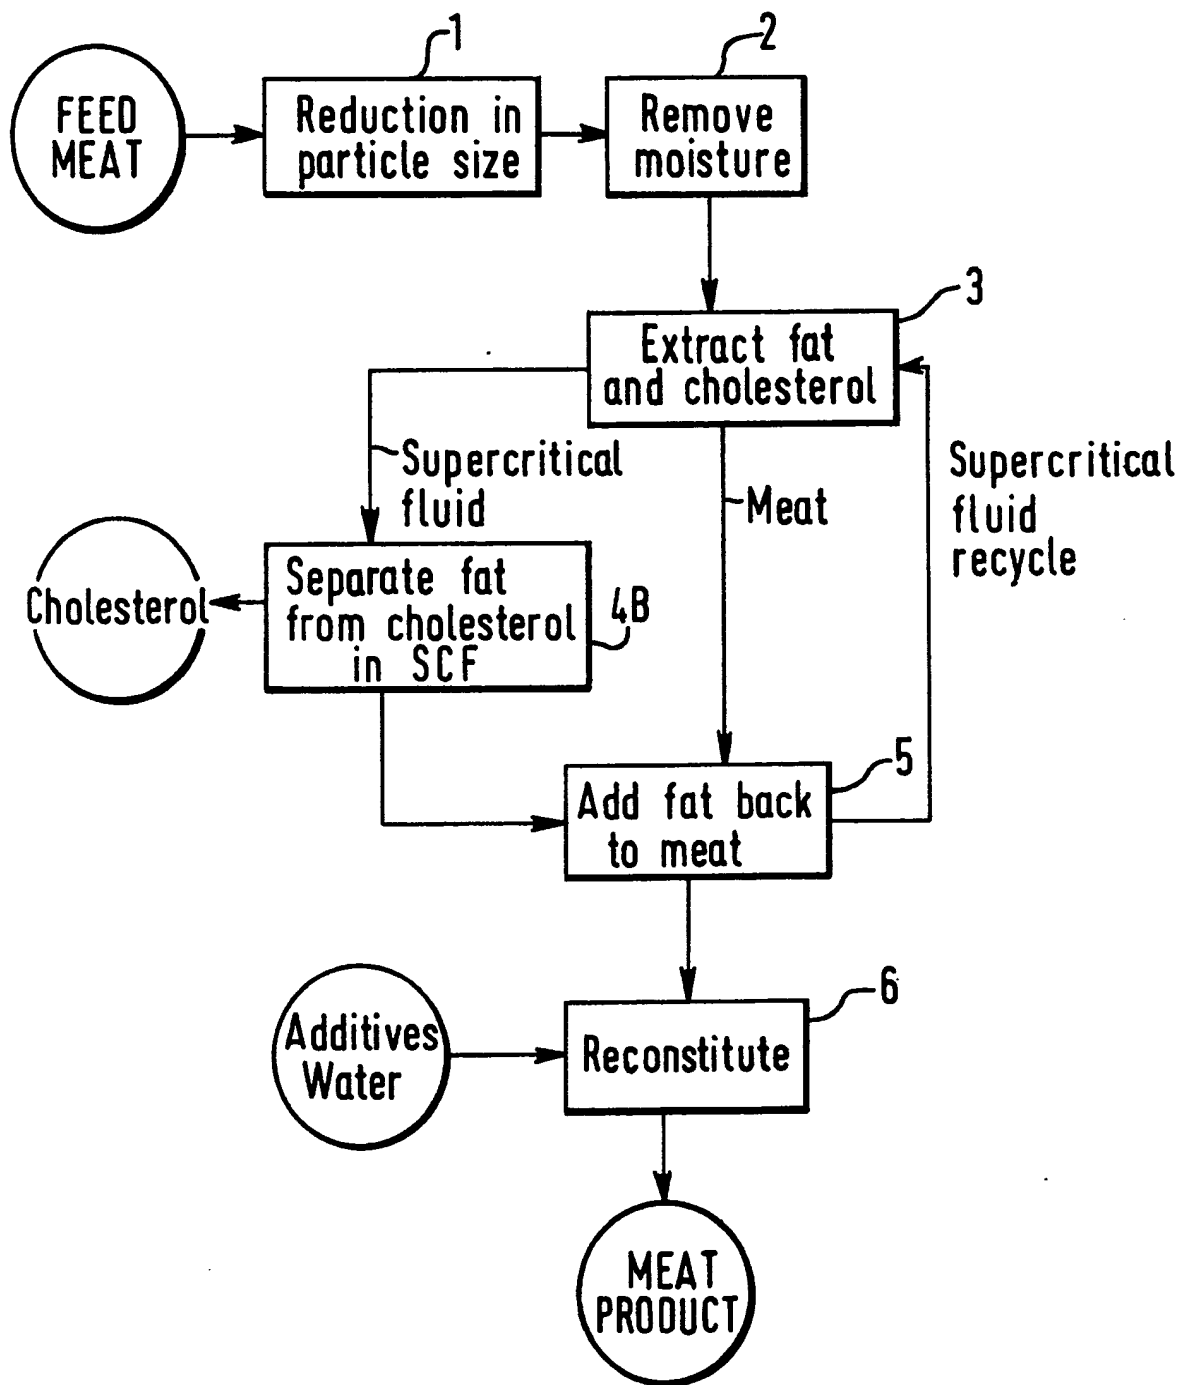 1
2
FEED
MEAT
Reduction in
particle size
Remove
moisture
3
Extract fat
and cholesterol
Supercritical
fluid
Meat
Supercritical
fluid
recycle
Cholesterol
Separate fat
from cholesterol
in SCF
4B
5
Add fat back
to meat
6
Additives
Water
Reconstitute
MEAT
PRODUCT